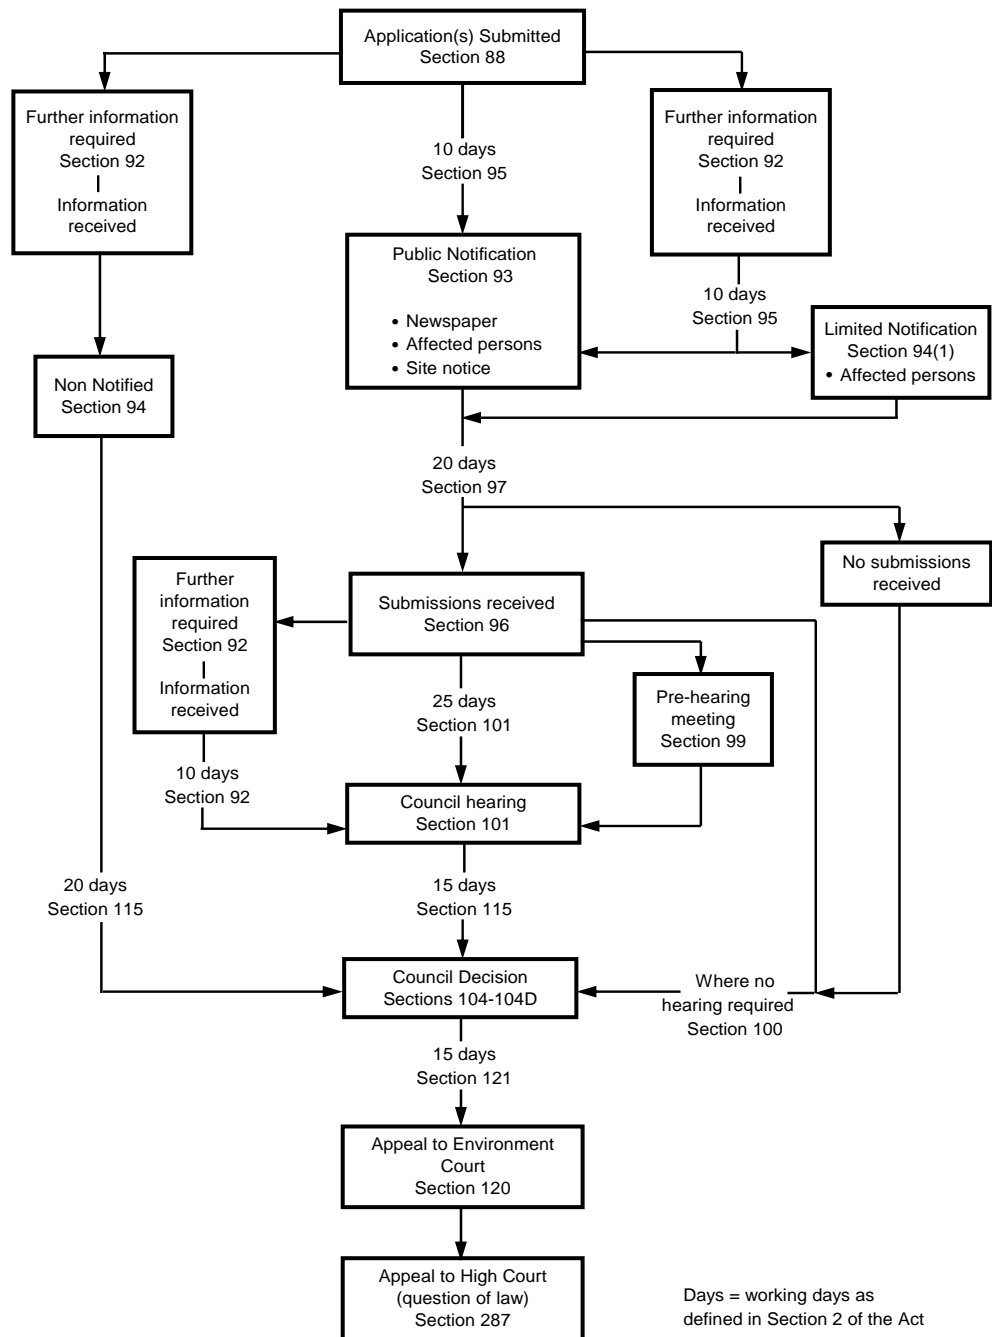 Application(s) Submitted
Section 88
Further information
required
Section 92
Information
received
10 days
Section 95
Further information
required
Section 92
Information
received
Public Notification
Section 93
• Newspaper
• Affected persons
• Site notice
10 days
Section 95
Limited Notification
Section 94(1)
• Affected persons
Non Notified
Section 94
20 days
Section 97
No submissions
received
Further
information
required
Section 92
Information
received
Submissions received
Section 96
25 days
Section 101
Pre-hearing
meeting
Section 99
10 days
Section 92
Council hearing
Section 101
20 days
Section 115
15 days
Section 115
Council Decision
Sections 104-104D
Where no
hearing required
Section 100
15 days
Section 121
Appeal to Environment
Court
Section 120
Appeal to High Court
(question of law)
Section 287
Days = working days as
defined in Section 2 of the Act